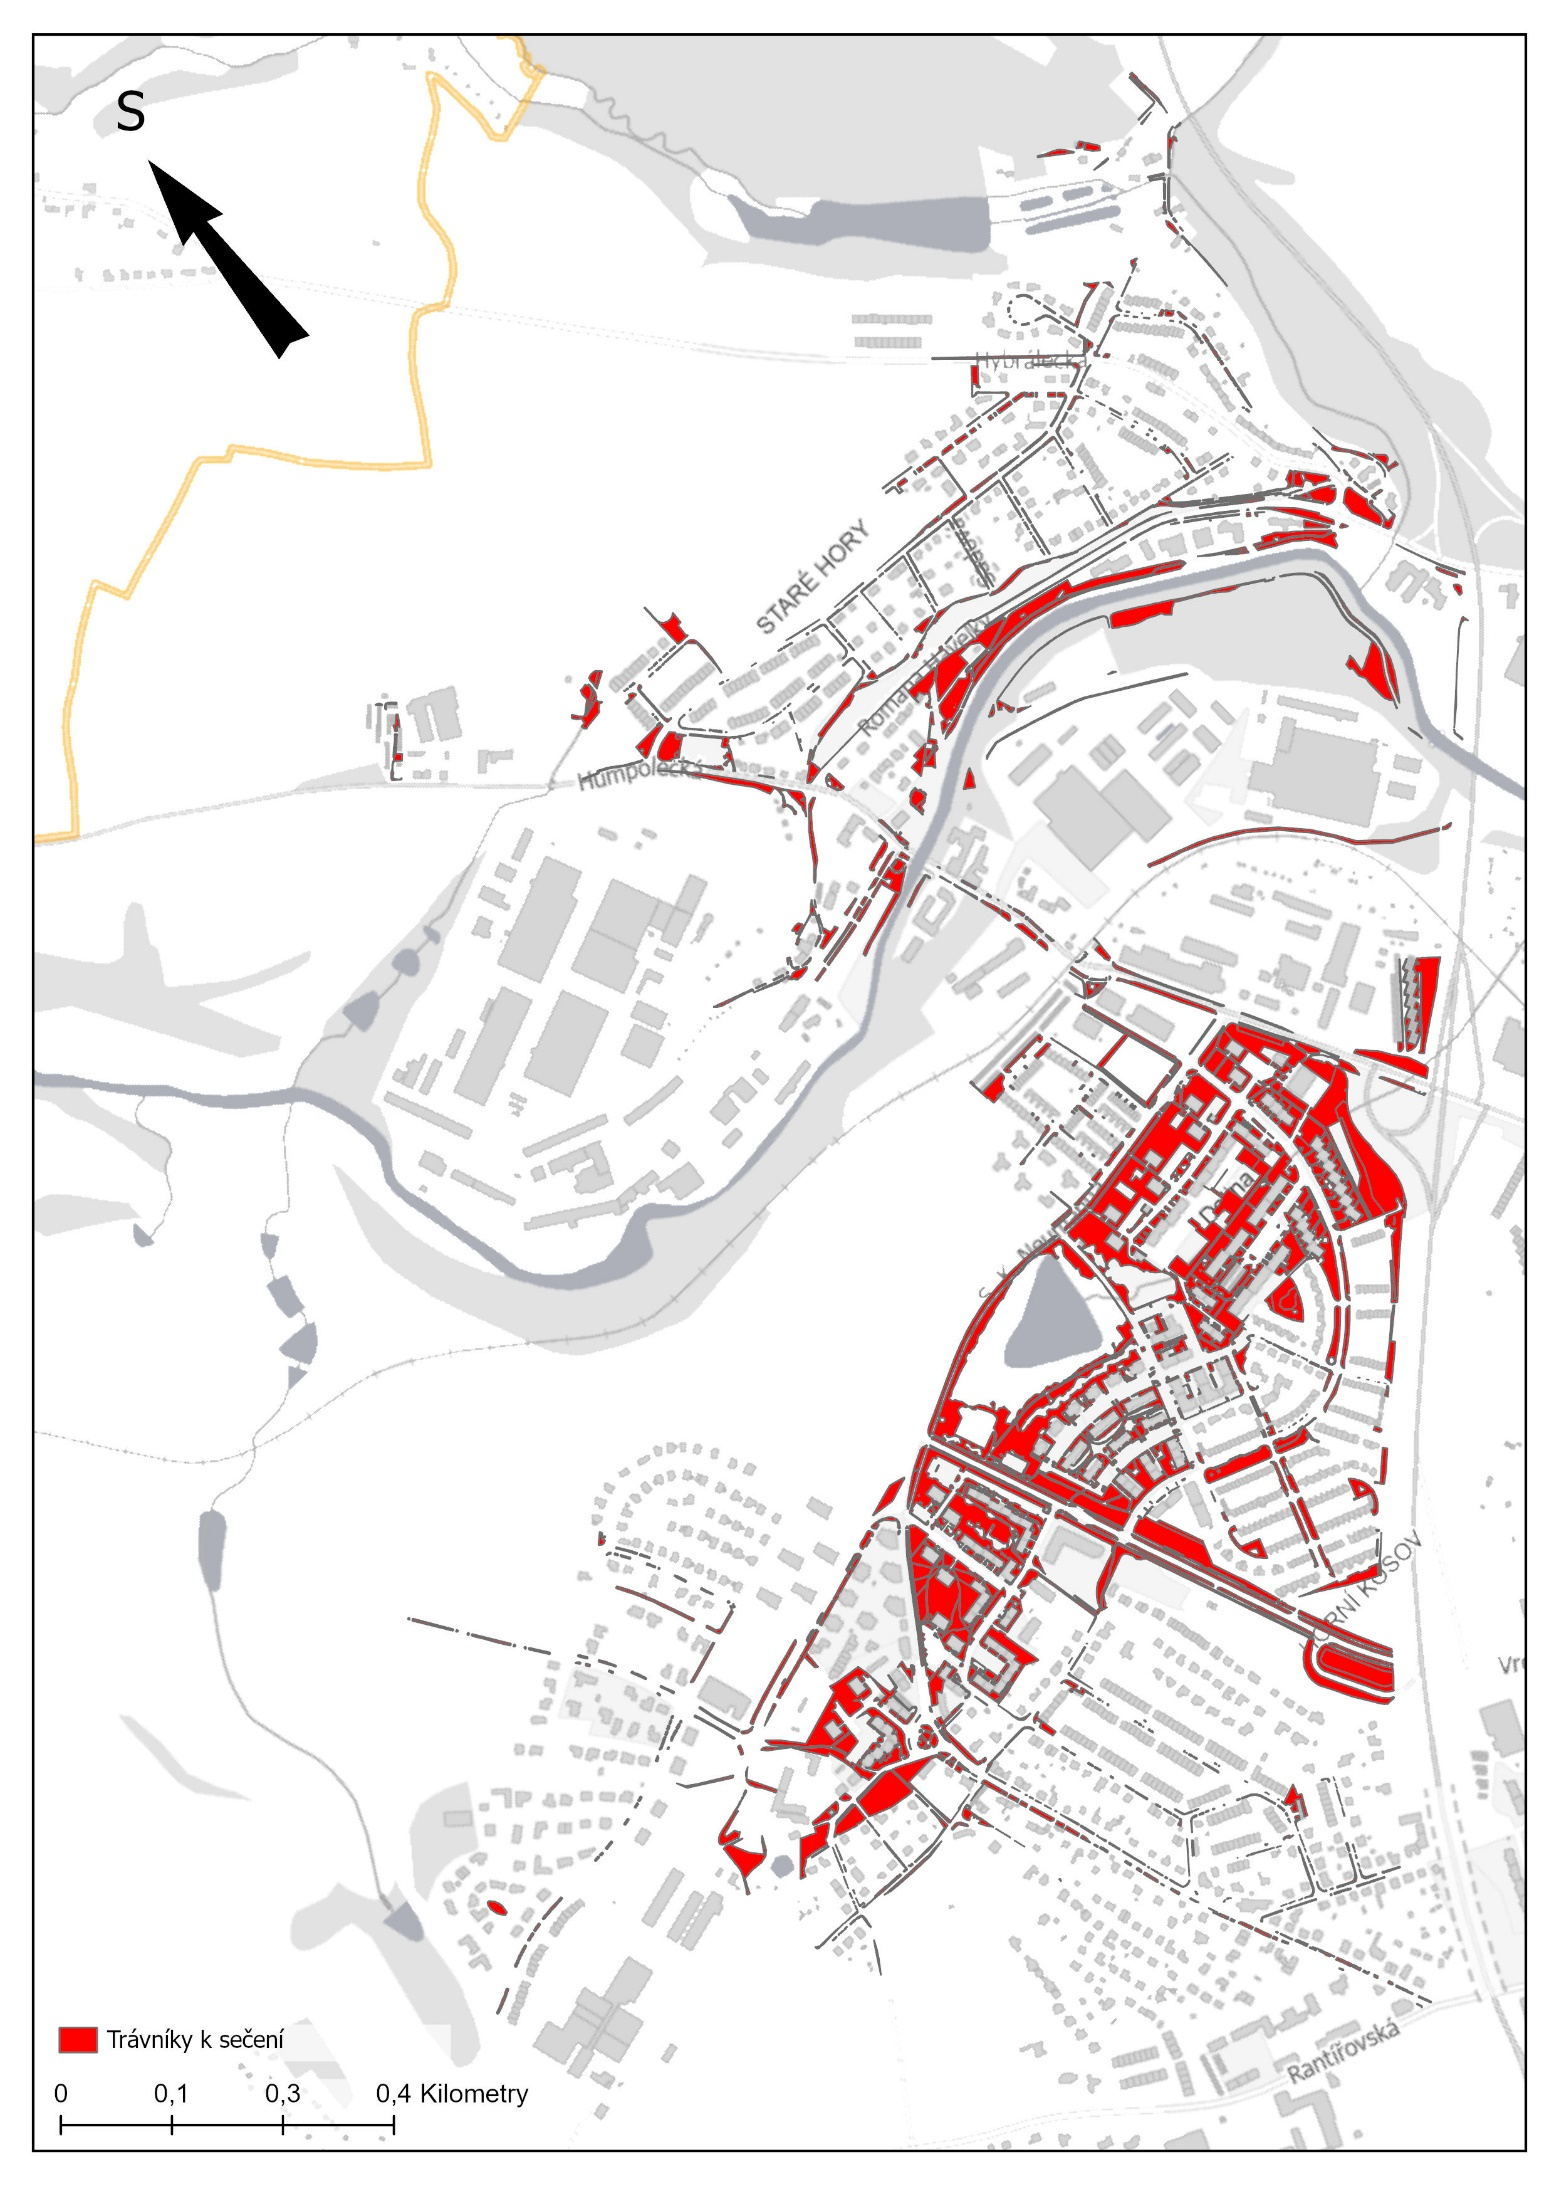 S
Hybrálecká
STARÉ HORY
Romana Havelky
Humpolecká
HORNÍ KOSOV
Rantířovská
Trávníky k sečení
0 0,1 0,3 0,4 Kilometry